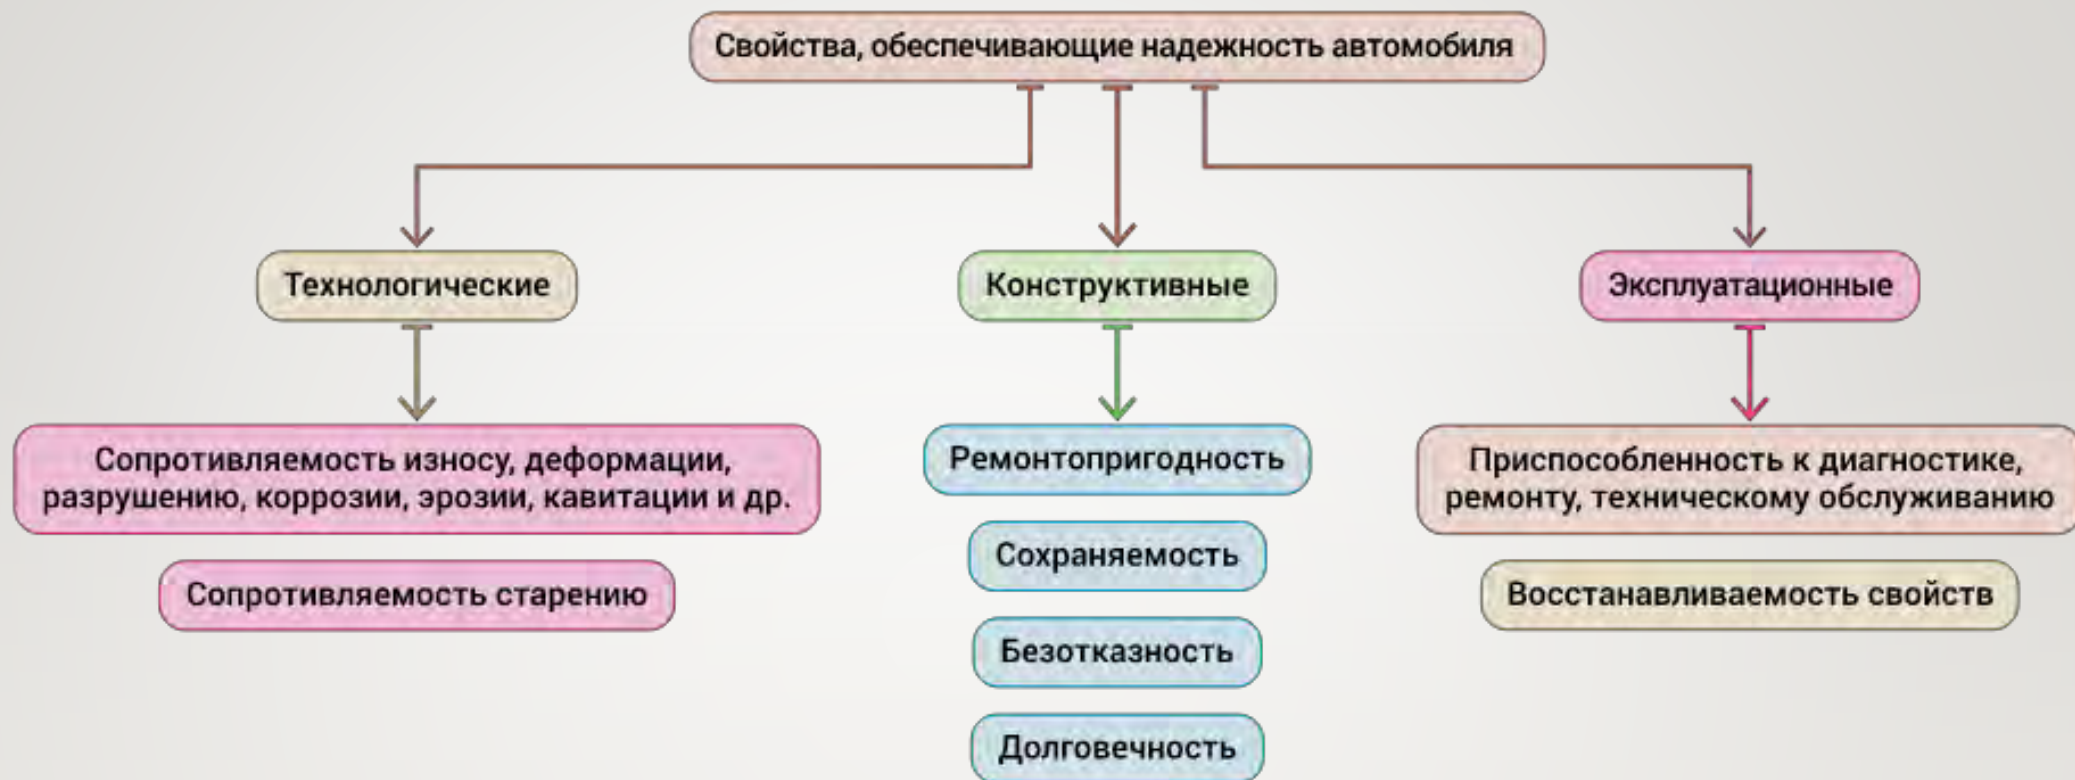 Свойства, обеспечивающие надежность автомобиля
Технологические
Конструктивные
Эксплуатационные
Сопротивляемость износу, деформации,
разрушению, коррозии, эрозии, кавитации и др.
Сопротивляемость старению
Ремонтопригодность
Сохраняемость
Безотказность
Долговечность
Приспособленность к диагностике,
ремонту, техническому обслуживанию
Восстанавливаемость свойств